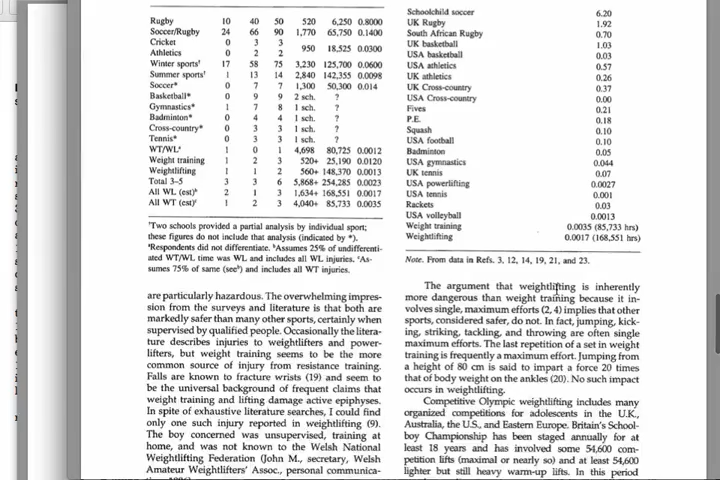 Rugby 10 40 50 520 6,250 0.8000
Soccer/Rugby 24 66 90 1,770 65,750 0.1400
Cricket 0 3 3
950 18,525 0.0300
Athletics 0 2 2
Winter sports† 17 58 75 3,230 125,700 0.0600
Summer sports† 1 13 14 2,840 142,355 0.0098
Soccer* 0 7 7 1,300 50,300 0.014
Basketball* 0 9 9 2 sch. ?
Gymnastics* 1 7 8 1 sch. ?
Badminton* 0 4 4 1 sch. ?
Cross-country* 0 3 3 1 sch. ?
Tennis* 0 3 3 1 sch. ?
WT/WLᵃ 1 0 1 4,698 80,725 0.0012
Weight training 1 2 3 520+ 25,190 0.0120
Weightlifting 1 1 2 560+ 148,370 0.0013
Total 3–5 3 3 6 5,868+ 254,285 0.0023
All WL (est)ᵇ 2 1 3 1,634+ 168,551 0.0017
All WT (est)ᶜ 1 2 3 4,040+ 85,733 0.0035
†Two schools provided a partial analysis by individual sport;
these figures do not include that analysis (indicated by *).
ᵃRespondents did not differentiate. ᵇAssumes 25% of undifferenti-
ated WT/WL time was WL and includes all WL injuries. ᶜAs-
sumes 75% of same (seeᵇ) and includes all WT injuries.
are particularly hazardous. The overwhelming impres-
sion from the surveys and literature is that both are
markedly safer than many other sports, certainly when
supervised by qualified people. Occasionally the litera-
ture describes injuries to weightlifters and power-
lifters, but weight training seems to be the more
common source of injury from resistance training.
Falls are known to fracture wrists (19) and seem to
be the universal background of frequent claims that
weight training and lifting damage active epiphyses.
In spite of exhaustive literature searches, I could find
only one such injury reported in weightlifting (9).
The boy concerned was unsupervised, training at
home, and was not known to the Welsh National
Weightlifting Federation (John M., secretary, Welsh
Amateur Weightlifters' Assoc., personal communica-
Schoolchild soccer 6.20
UK Rugby 1.92
South African Rugby 0.70
UK basketball 1.03
USA basketball 0.03
USA athletics 0.57
UK athletics 0.26
UK Cross-country 0.37
USA Cross-country 0.00
Fives 0.21
P.E. 0.18
Squash 0.10
USA football 0.10
Badminton 0.05
USA gymnastics 0.044
UK tennis 0.07
USA powerlifting 0.0027
USA tennis 0.001
Rackets 0.03
USA volleyball 0.0013
Weight training 0.0035 (85,733 hrs)
Weightlifting 0.0017 (168,551 hrs)
Note. From data in Refs. 3, 12, 14, 19, 21, and 23.
The argument that weightlifting is inherently
more dangerous than weight training because it in-
volves single, maximum efforts (2, 4) implies that other
sports, considered safer, do not. In fact, jumping, kick-
ing, striking, tackling, and throwing are often single
maximum efforts. The last repetition of a set in weight
training is frequently a maximum effort. Jumping from
a height of 80 cm is said to impart a force 20 times
that of body weight on the ankles (20). No such impact
occurs in weightlifting.
Competitive Olympic weightlifting includes many
organized competitions for adolescents in the U.K.,
Australia, the U.S., and Eastern Europe. Britain's School-
boy Championship has been staged annually for at
least 18 years and has involved some 54,600 com-
petition lifts (maximal or nearly so) and at least 54,600
lighter but still heavy warm-up lifts. In this period